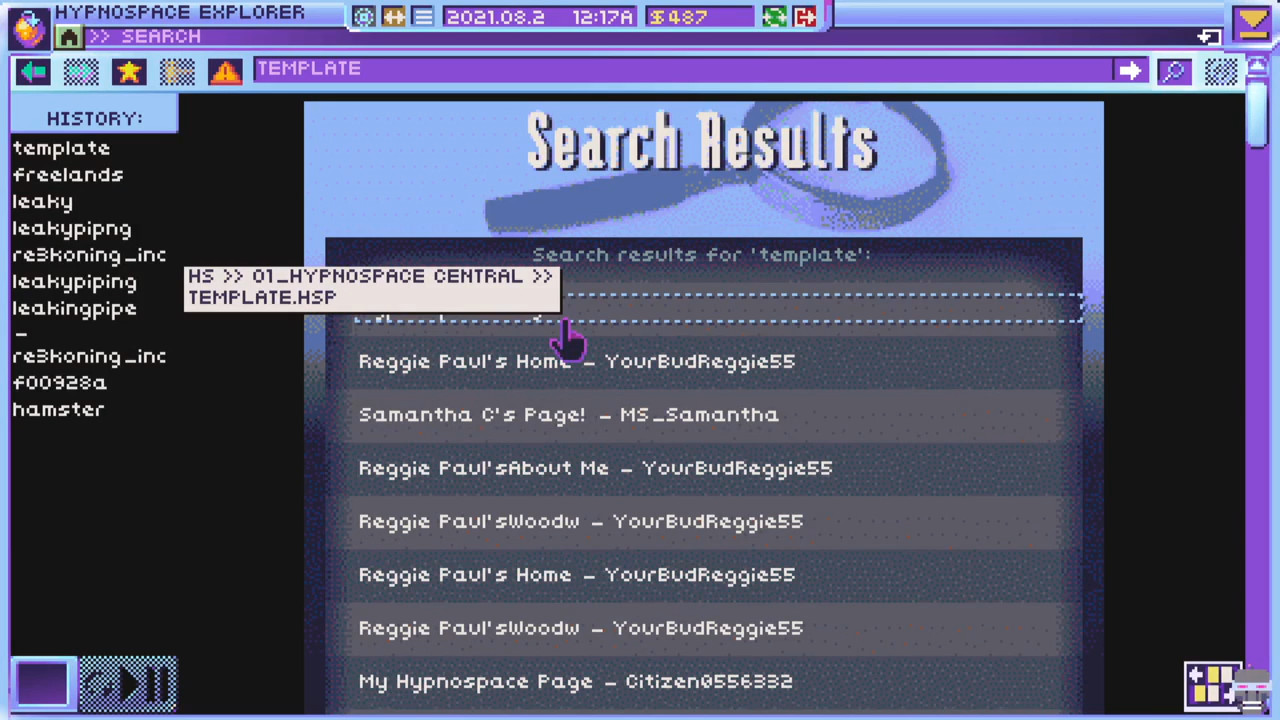 HYPNOSPACE EXPLORER
2021.08.2 12:17A
487
>> SEARCH
TEMPLATE
HISTORY:
template
freelands
leaky
leakypipng
re3koning_inc
leakypiping
leakingpipe
_
re3koning_inc
f00928a
hamster
Search Results
Search results for 'template':
HS >> 01_HYPNOSPACE CENTRAL >>
TEMPLATE.HSP
Reggie Paul's Home - YourBudReggie55
Samantha C's Page! - MS_Samantha
Reggie Paul'sAbout Me - YourBudReggie55
Reggie Paul'sWoodw - YourBudReggie55
Reggie Paul's Home - YourBudReggie55
Reggie Paul'sWoodw - YourBudReggie55
My Hypnospace Page - Citizen0556332